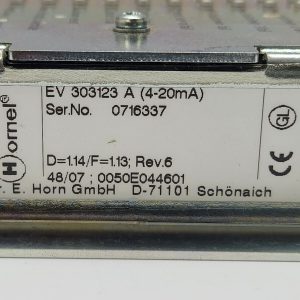 Hornel®
EV 303123 A (4-20mA)
Ser.No. 0716337
D=1.14/F=1.13; Rev.6
48/07 ; 0050E044601
r. E. Horn GmbH D-71101 Schönaich
GL
CE